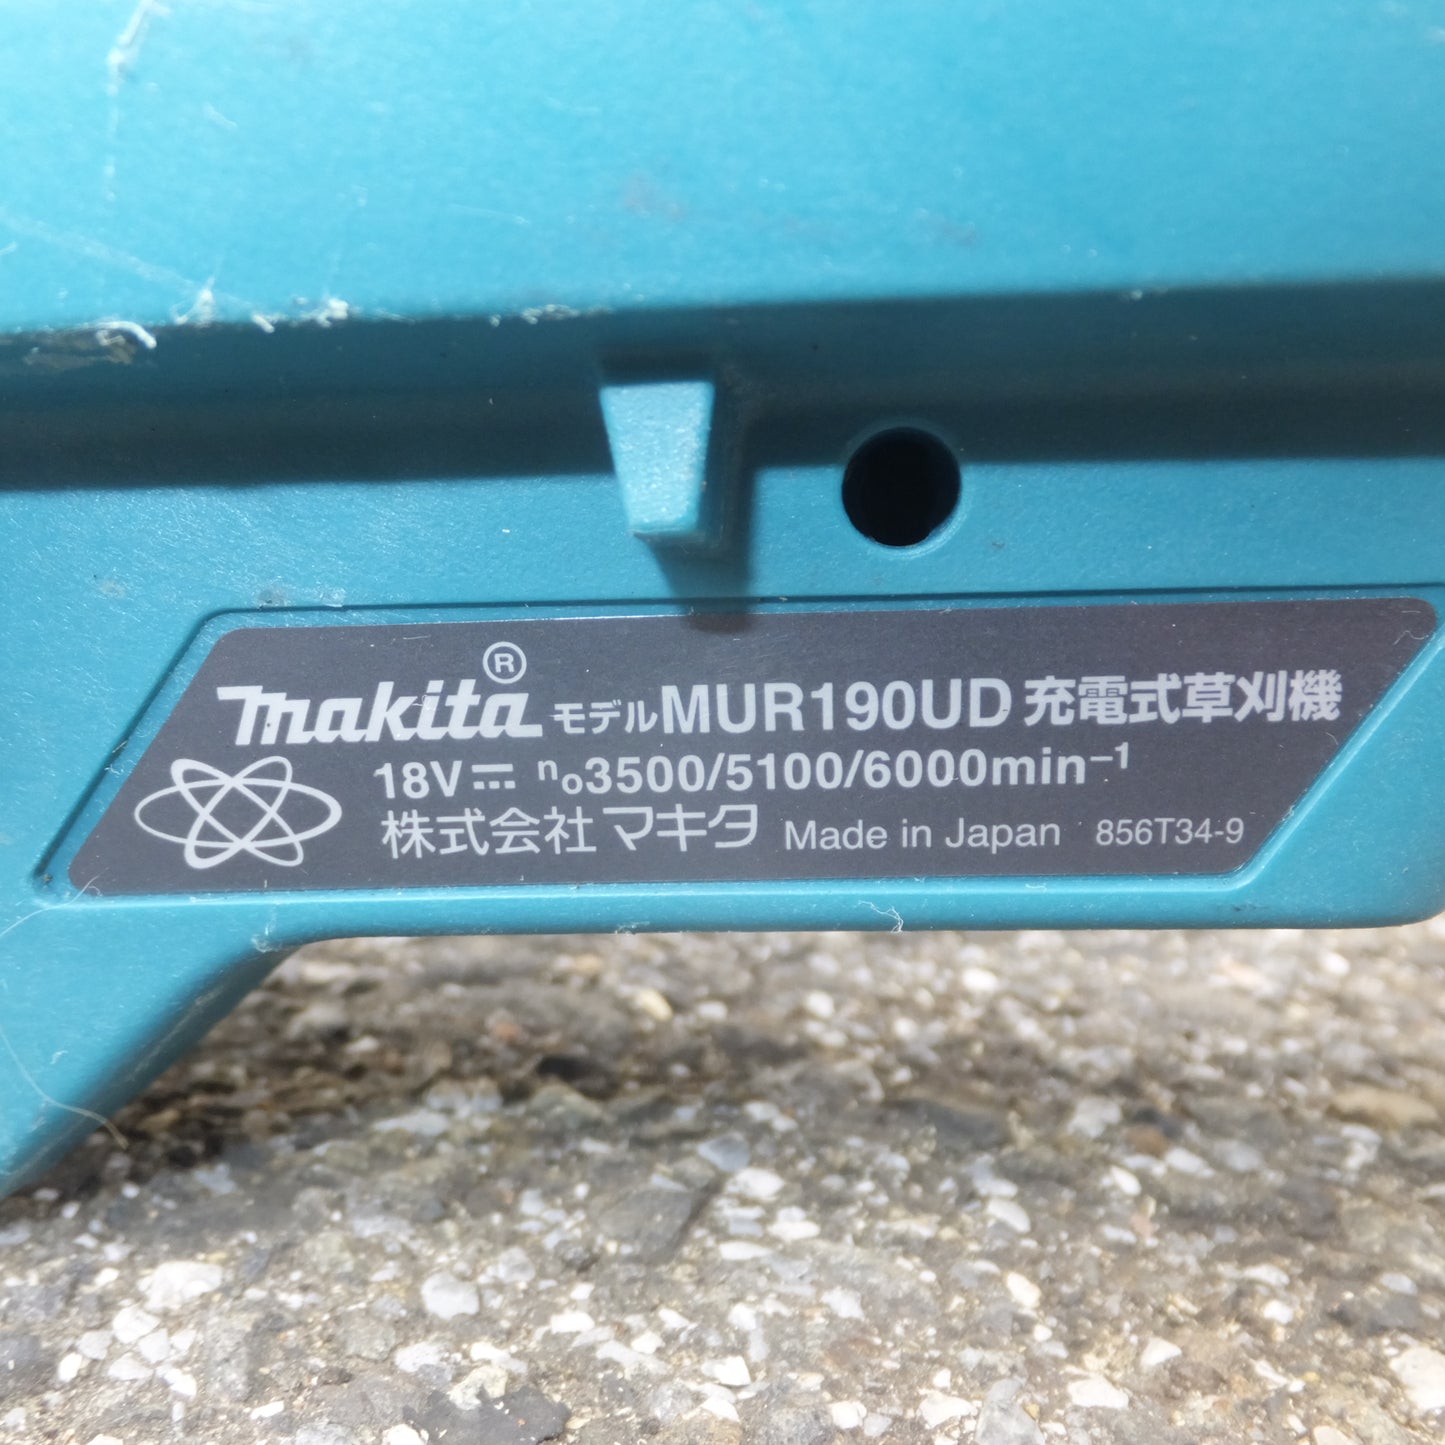 makita® モデルMUR190UD 充電式草刈機
18V⎓ n₀3500/5100/6000min⁻¹
株式会社マキタ Made in Japan 856T34-9